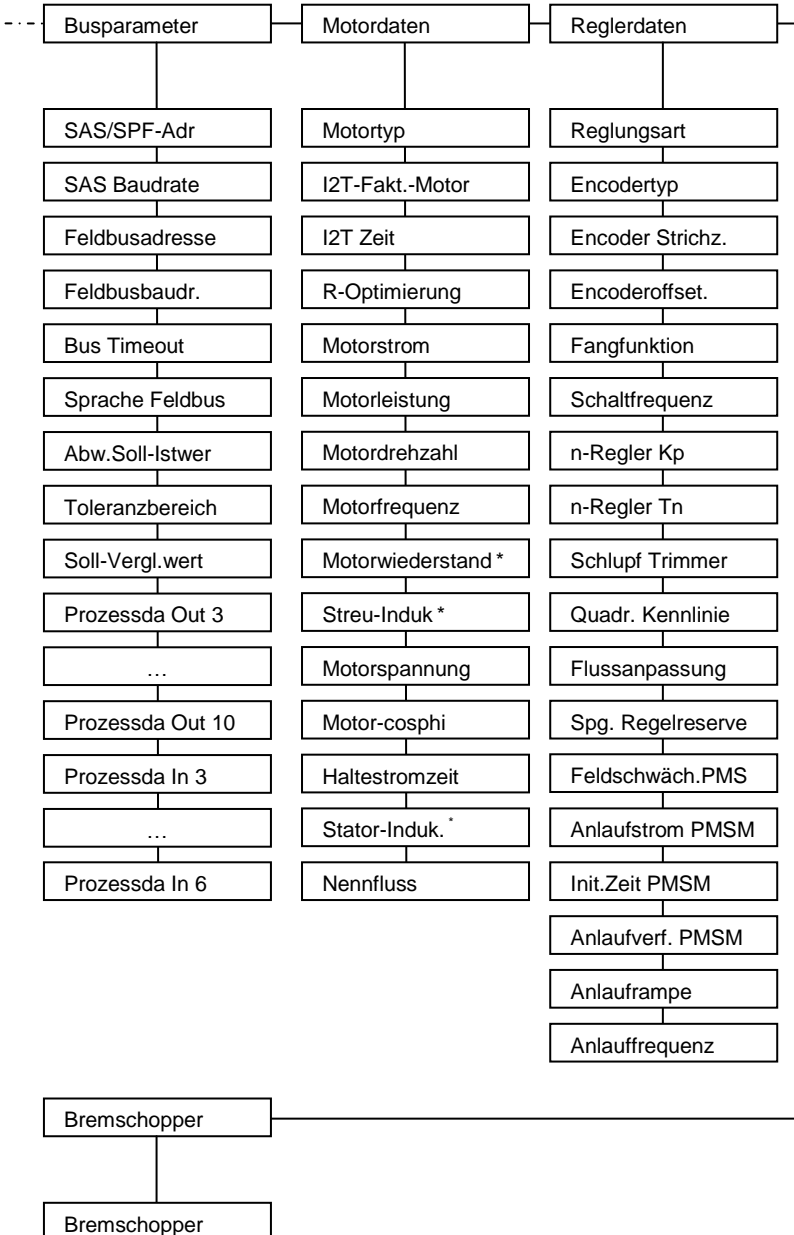 Busparameter
Motordaten
Reglerdaten
SAS/SPF-Adr
SAS Baudrate
Feldbusadresse
Feldbusbaudr.
Bus Timeout
Sprache Feldbus
Abw.Soll-Istwer
Toleranzbereich
Soll-Vergl.wert
Prozessda Out 3
…
Prozessda Out 10
Prozessda In 3
…
Prozessda In 6
Motortyp
I2T-Fakt.-Motor
I2T Zeit
R-Optimierung
Motorstrom
Motorleistung
Motordrehzahl
Motorfrequenz
Motorwiederstand *
Streu-Induk *
Motorspannung
Motor-cosphi
Haltestromzeit
Stator-Induk. *
Nennfluss
Reglungsart
Encodertyp
Encoder Strichz.
Encoderoffset.
Fangfunktion
Schaltfrequenz
n-Regler Kp
n-Regler Tn
Schlupf Trimmer
Quadr. Kennlinie
Flussanpassung
Spg. Regelreserve
Feldschwäch.PMS
Anlaufstrom PMSM
Init.Zeit PMSM
Anlaufverf. PMSM
Anlauframpe
Anlauffrequenz
Bremschopper
Bremschopper